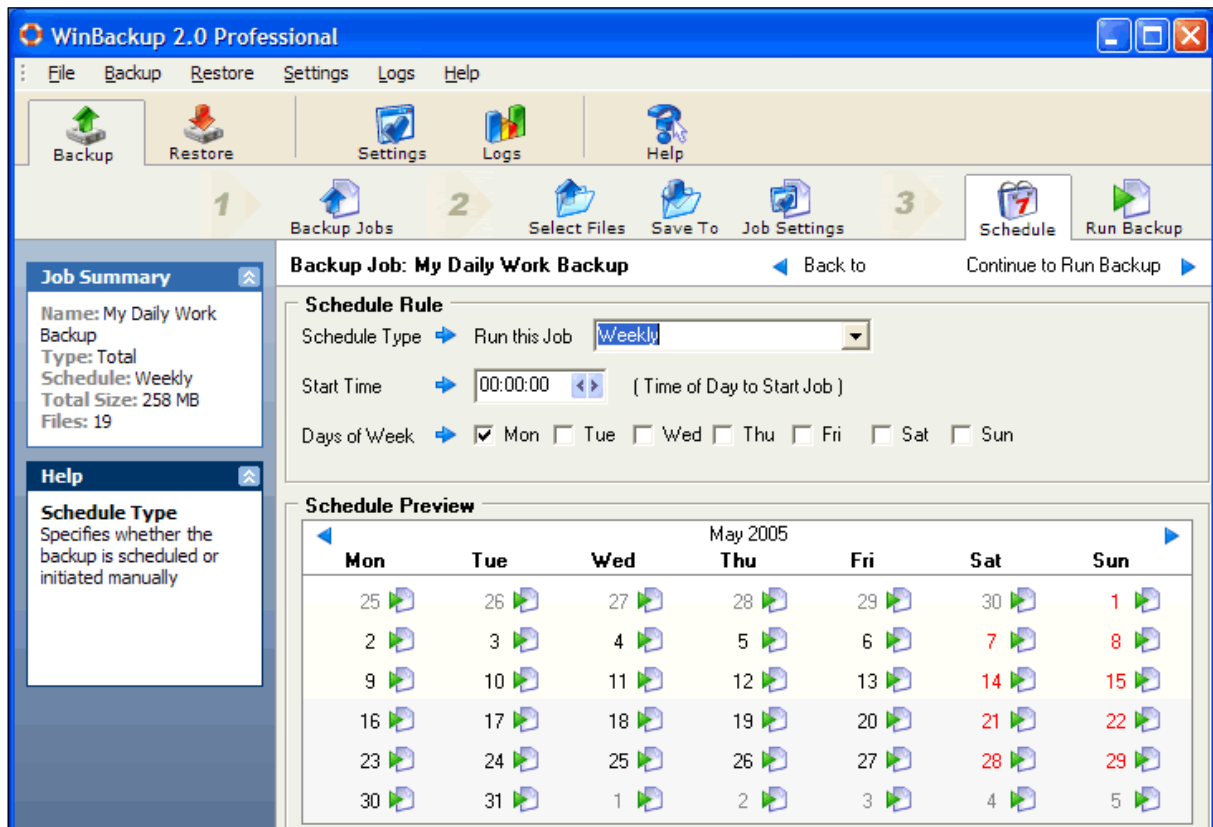 WinBackup 2.0 Professional
File Backup Restore Settings Logs Help
Backup Restore Settings Logs Help
1 Backup Jobs 2 Select Files Save To Job Settings 3 Schedule Run Backup
Job Summary
Name: My Daily Work
Backup
Type: Total
Schedule: Weekly
Total Size: 258 MB
Files: 19
Help
Schedule Type
Specifies whether the
backup is scheduled or
initiated manually
Backup Job: My Daily Work Backup Back to Continue to Run Backup
Schedule Rule
Schedule Type Run this Job Weekly
Start Time 00:00:00 ( Time of Day to Start Job )
Days of Week Mon Tue Wed Thu Fri Sat Sun
Schedule Preview
May 2005
Mon Tue Wed Thu Fri Sat Sun
25 26 27 28 29 30 1
2 3 4 5 6 7 8
9 10 11 12 13 14 15
16 17 18 19 20 21 22
23 24 25 26 27 28 29
30 31 1 2 3 4 5